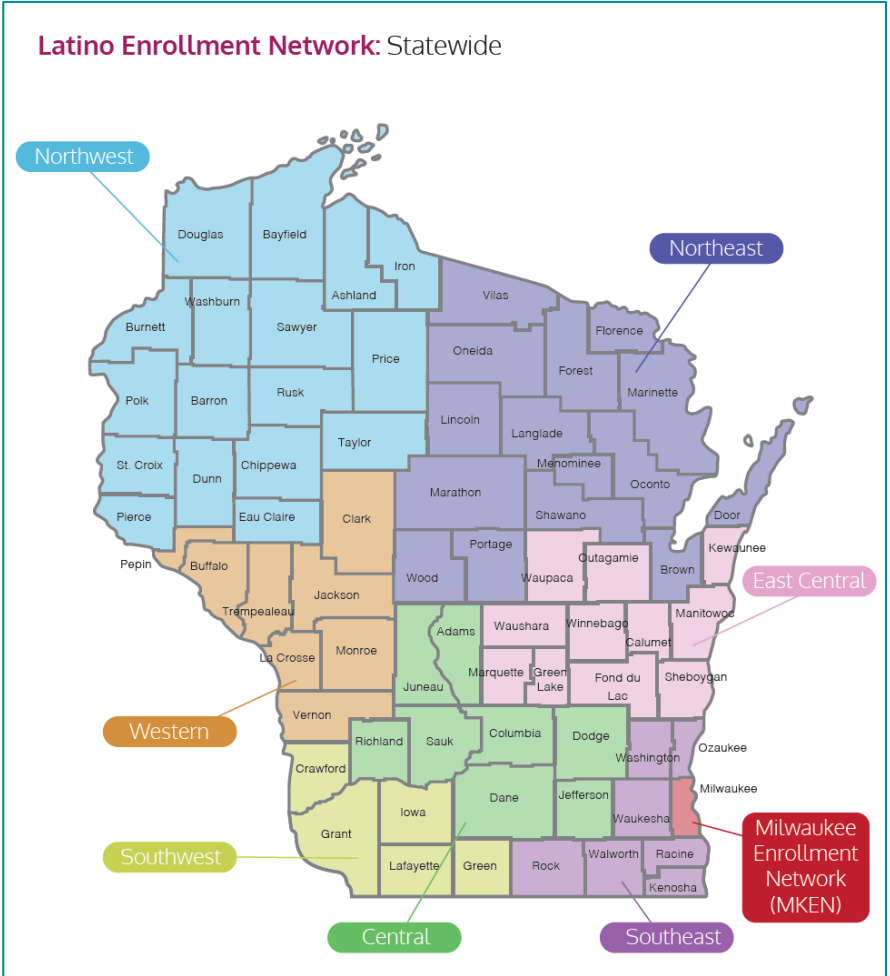 Latino Enrollment Network: Statewide
Northwest
Northeast
Douglas
Bayfield
Iron
Ashland
Vilas
Washburn
Burnett
Sawyer
Florence
Price
Oneida
Forest
Rusk
Marinette
Polk
Barron
Lincoln
Langlade
Taylor
St. Croix
Chippewa
Menominee
Dunn
Oconto
Marathon
Pierce
Eau Claire
Clark
Shawano
Door
Portage
Kewaunee
Outagamie
Pepin
Buffalo
Wood
Waupaca
Brown
East Central
Jackson
Trempealeau
Manitowoc
Waushara
Winnebago
Adams
Calumet
La Crosse
Monroe
Marquette
Green
Lake
Fond du
Lac
Sheboygan
Juneau
Vernon
Western
Richland
Sauk
Columbia
Dodge
Ozaukee
Washington
Crawford
Milwaukee
Dane
Jefferson
Iowa
Waukesha
Grant
Milwaukee
Enrollment
Network
(MKEN)
Southwest
Lafayette
Green
Rock
Walworth
Racine
Kenosha
Central
Southeast